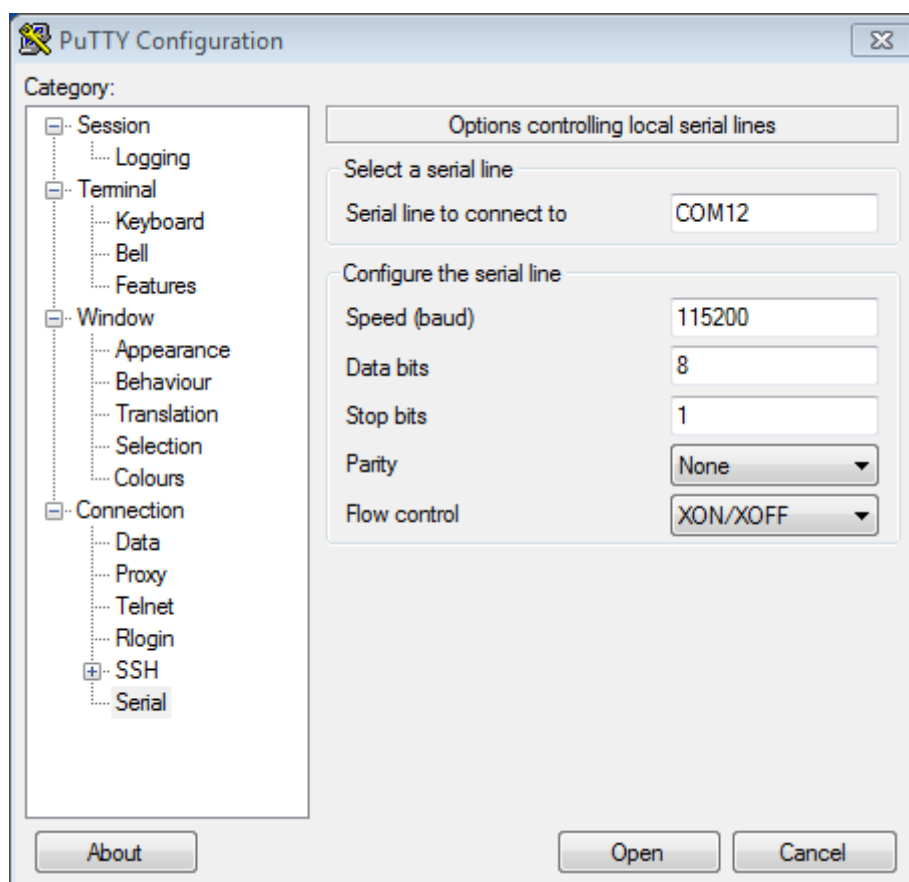 PuTTY Configuration
Category:
Session
Logging
Terminal
Keyboard
Bell
Features
Window
Appearance
Behaviour
Translation
Selection
Colours
Connection
Data
Proxy
Telnet
Rlogin
SSH
Serial
Options controlling local serial lines
Select a serial line
Serial line to connect to COM12
Configure the serial line
Speed (baud) 115200
Data bits 8
Stop bits 1
Parity None
Flow control XON/XOFF
About Open Cancel